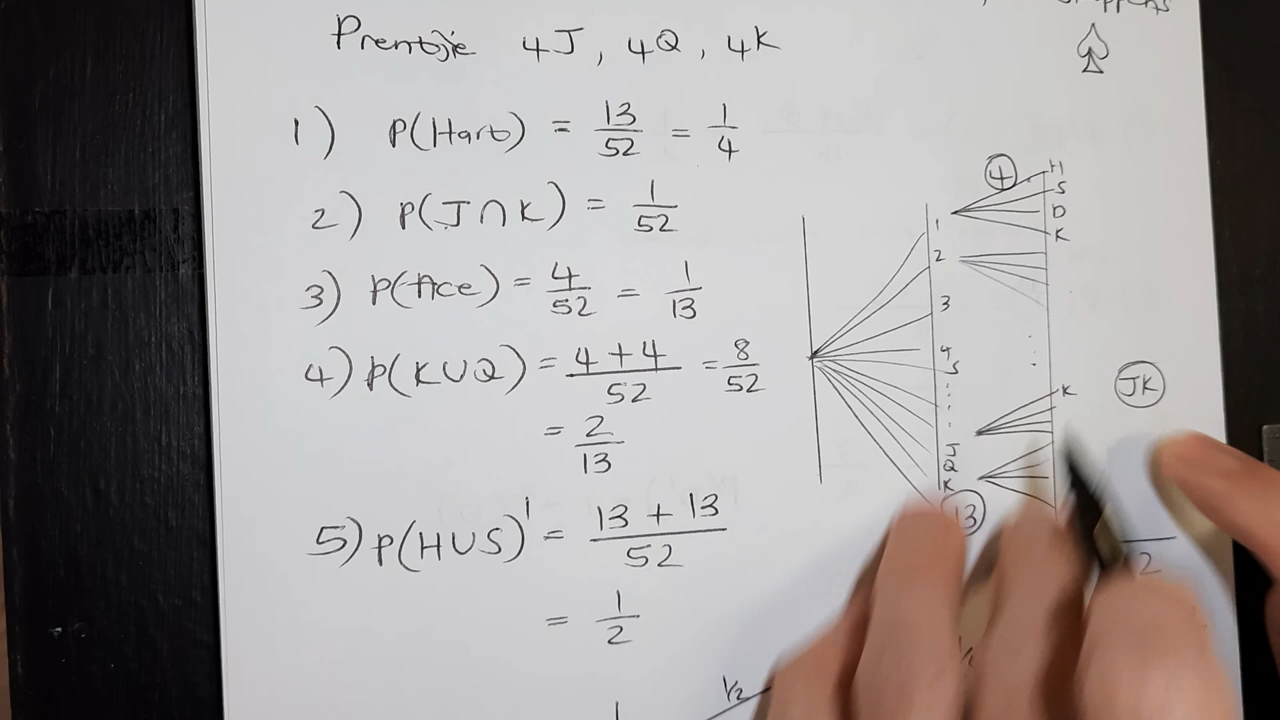 Prentjie 4J, 4Q, 4K
1) P(Hart) = 13/52 = 1/4
2) P(J∩K) = 1/52
3) P(Ace) = 4/52 = 1/13
4) P(K∪Q) = 4+4/52 = 8/52
= 2/13
5) P(H∪S)' = 13+13/52
= 1/2
1/2
4
H
S
D
K
1
2
3
4
5
J
Q
K
13
K
JK